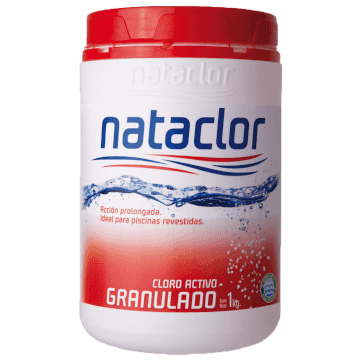 nataclor
nataclor
Acción prolongada.
Ideal para piscinas revestidas.
CLORO ACTIVO
GRANULADO 1kg.